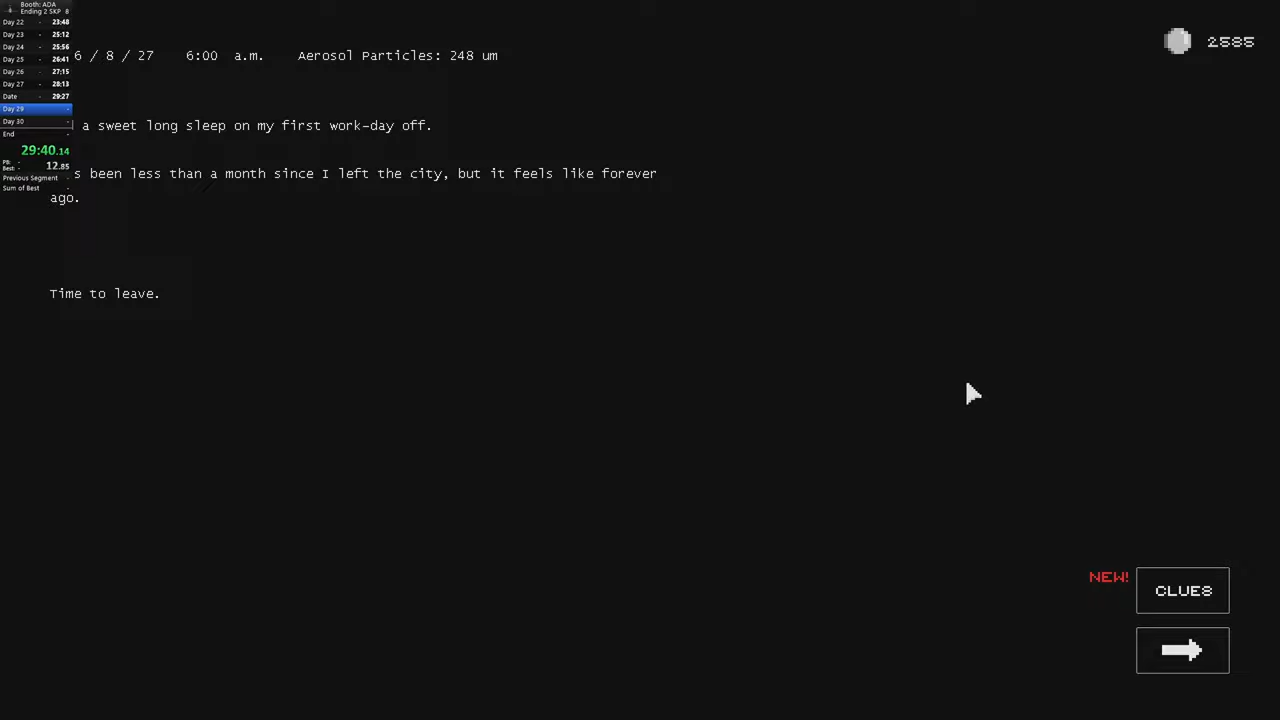 Booth: ADA
Ending 2 SKP 8
Day 22 - 23:48
Day 23 - 25:12
Day 24 - 25:56
Day 25 - 26:41
Day 26 - 27:15
Day 27 - 28:13
Date - 29:27
Day 29 -
Day 30 -
End -
29:40.14
PB: -
Best: - 12.85
Previous Segment -
Sum of Best -
6 / 8 / 27 6:00 a.m. Aerosol Particles: 248 um
2585
a sweet long sleep on my first work-day off.
s been less than a month since I left the city, but it feels like forever
ago.
Time to leave.
NEW!
CLUES